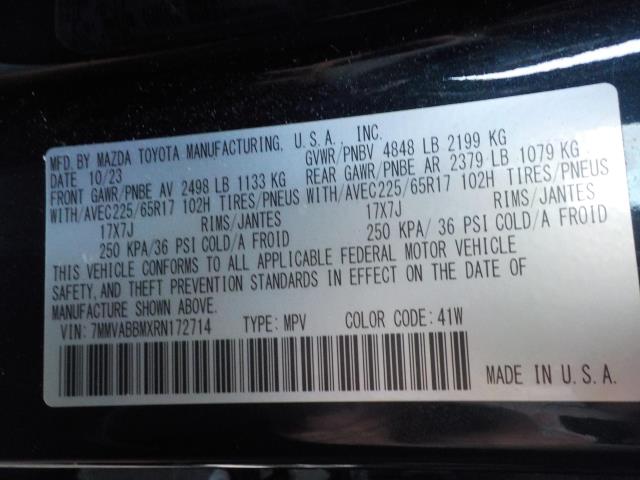 MFD. BY MAZDA TOYOTA MANUFACTURING, U.S.A. INC.
DATE 10/23 GVWR/PNBV 4848 LB 2199 KG
FRONT GAWR/PNBE AV 2498 LB 1133 KG REAR GAWR/PNBE AR 2379 LB 1079 KG
WITH/AVEC225/65R17 102H TIRES/PNEUS WITH/AVEC225/65R17 102H TIRES/PNEUS
17X7J RIMS/JANTES 17X7J RIMS/JANTES
250 KPA/36 PSI COLD/A FROID 250 KPA/ 36 PSI COLD/A FROID
THIS VEHICLE CONFORMS TO ALL APPLICABLE FEDERAL MOTOR VEHICLE
SAFETY, AND THEFT PREVENTION STANDARDS IN EFFECT ON THE DATE OF
MANUFACTURE SHOWN ABOVE.
VIN: 7MMVABBMXRN172714 TYPE: MPV COLOR CODE: 41W
MADE IN U.S.A.